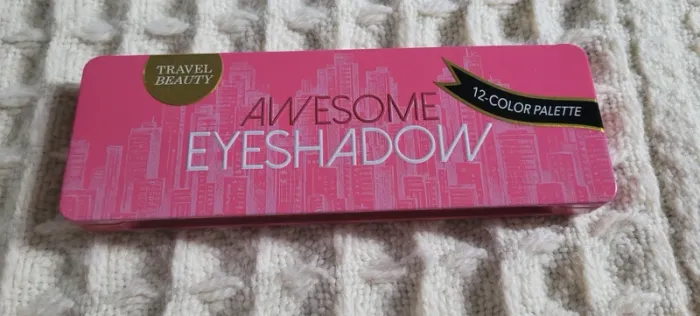 TRAVEL
BEAUTY
AWESOME
EYESHADOW
12-COLOR PALETTE